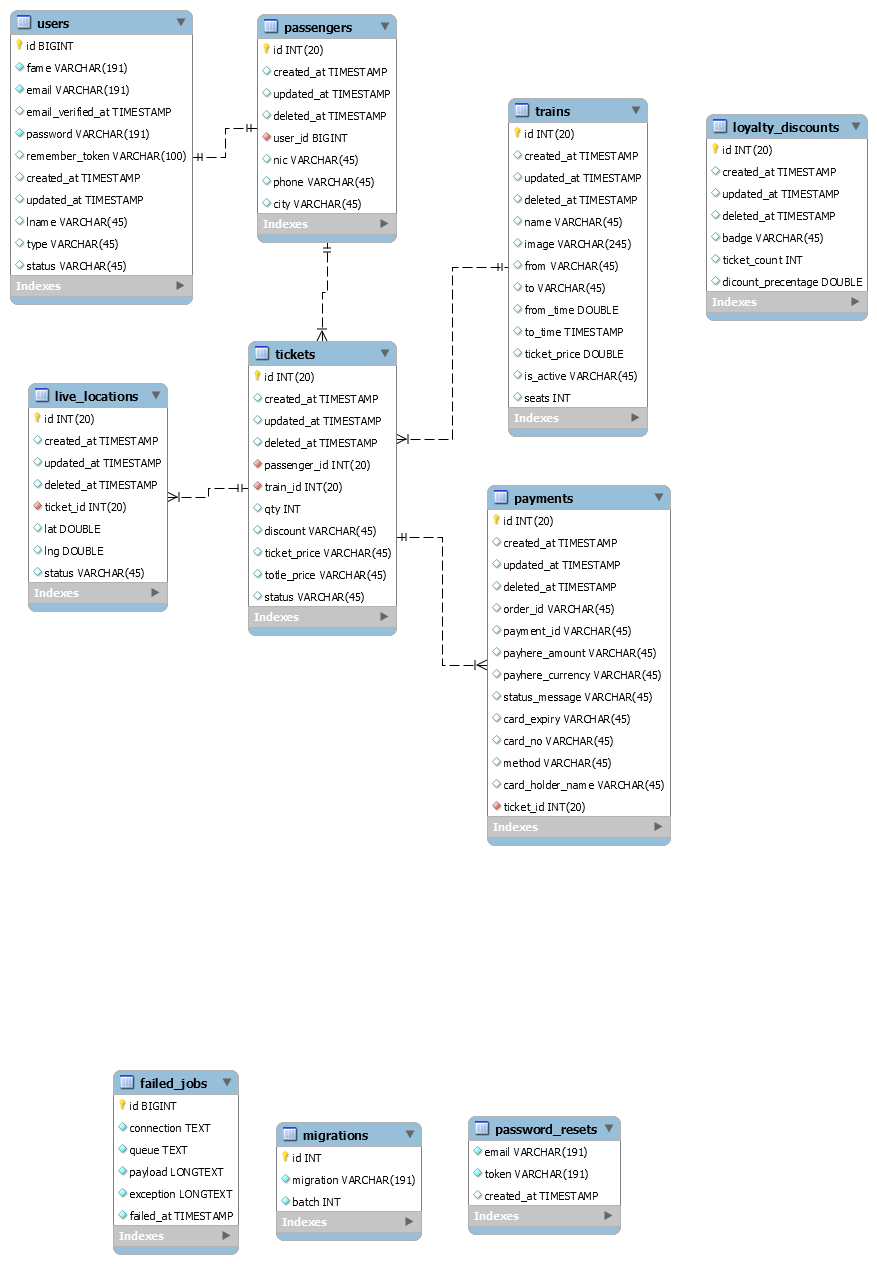 users
id BIGINT
fame VARCHAR(191)
email VARCHAR(191)
email_verified_at TIMESTAMP
password VARCHAR(191)
remember_token VARCHAR(100)
created_at TIMESTAMP
updated_at TIMESTAMP
lname VARCHAR(45)
type VARCHAR(45)
status VARCHAR(45)
Indexes
passengers
id INT(20)
created_at TIMESTAMP
updated_at TIMESTAMP
deleted_at TIMESTAMP
user_id BIGINT
nic VARCHAR(45)
phone VARCHAR(45)
city VARCHAR(45)
Indexes
trains
id INT(20)
created_at TIMESTAMP
updated_at TIMESTAMP
deleted_at TIMESTAMP
name VARCHAR(45)
image VARCHAR(245)
from VARCHAR(45)
to VARCHAR(45)
from_time DOUBLE
to_time TIMESTAMP
ticket_price DOUBLE
is_active VARCHAR(45)
seats INT
Indexes
loyalty_discounts
id INT(20)
created_at TIMESTAMP
updated_at TIMESTAMP
deleted_at TIMESTAMP
badge VARCHAR(45)
ticket_count INT
dicount_precentage DOUBLE
Indexes
live_locations
id INT(20)
created_at TIMESTAMP
updated_at TIMESTAMP
deleted_at TIMESTAMP
ticket_id INT(20)
lat DOUBLE
lng DOUBLE
status VARCHAR(45)
Indexes
tickets
id INT(20)
created_at TIMESTAMP
updated_at TIMESTAMP
deleted_at TIMESTAMP
passenger_id INT(20)
train_id INT(20)
qty INT
discount VARCHAR(45)
ticket_price VARCHAR(45)
totle_price VARCHAR(45)
status VARCHAR(45)
Indexes
payments
id INT(20)
created_at TIMESTAMP
updated_at TIMESTAMP
deleted_at TIMESTAMP
order_id VARCHAR(45)
payment_id VARCHAR(45)
payhere_amount VARCHAR(45)
payhere_currency VARCHAR(45)
status_message VARCHAR(45)
card_expiry VARCHAR(45)
card_no VARCHAR(45)
method VARCHAR(45)
card_holder_name VARCHAR(45)
ticket_id INT(20)
Indexes
failed_jobs
id BIGINT
connection TEXT
queue TEXT
payload LONGTEXT
exception LONGTEXT
failed_at TIMESTAMP
Indexes
migrations
id INT
migration VARCHAR(191)
batch INT
Indexes
password_resets
email VARCHAR(191)
token VARCHAR(191)
created_at TIMESTAMP
Indexes